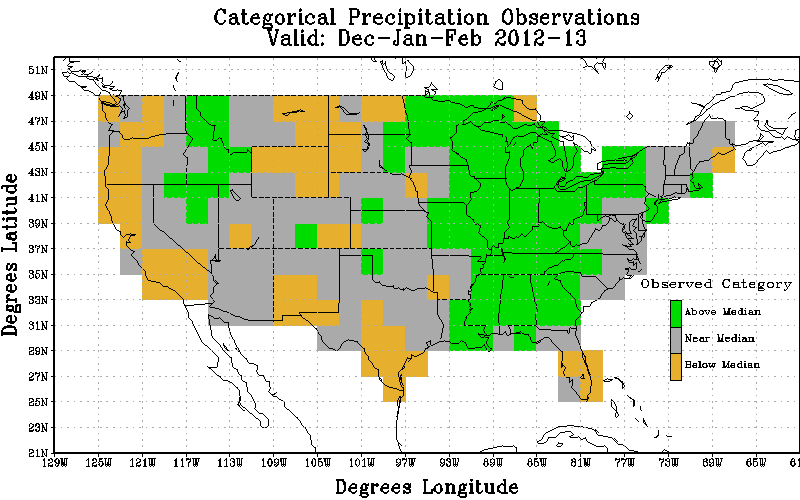 Categorical Precipitation Observations
Valid: Dec-Jan-Feb 2012-13
51N
49N
47N
45N
43N
41N
39N
37N
35N
33N
31N
29N
27N
25N
23N
21N
Degrees Latitude
Observed Category
Above Median
Near Median
Below Median
129W 125W 121W 117W 113W 109W 105W 101W 97W 93W 89W 85W 81W 77W 73W 69W 65W 61
Degrees Longitude